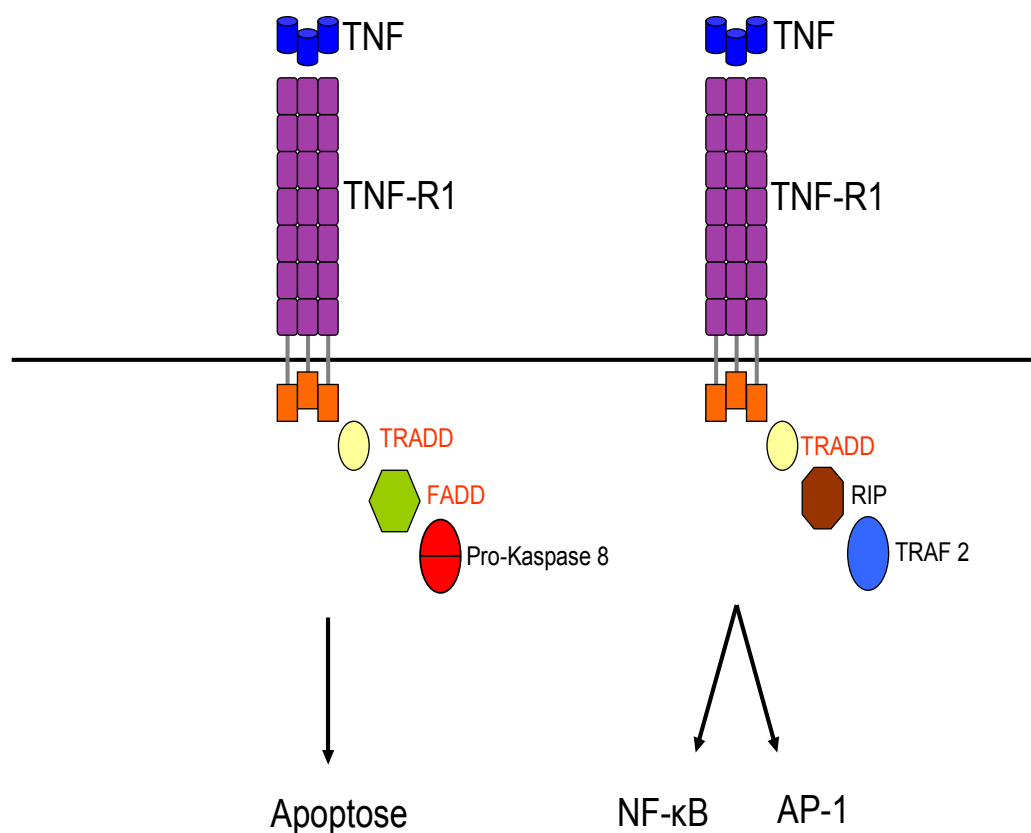 TNF
TNF
TNF-R1
TNF-R1
TRADD
TRADD
FADD
RIP
Pro-Kaspase 8
TRAF 2
Apoptose
NF-κB
AP-1